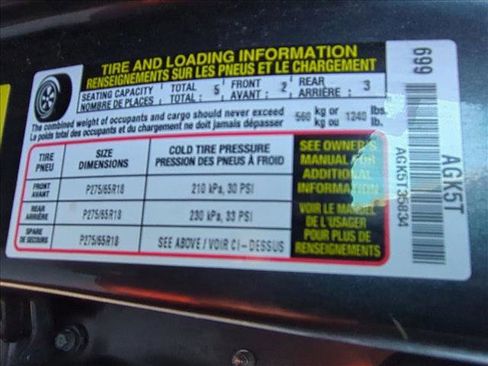 TIRE AND LOADING INFORMATION
RENSEIGNEMENTS SUR LES PNEUS ET LE CHARGEMENT
SEATING CAPACITY TOTAL : 5 FRONT 2 REAR 3
NOMBRE DE PLACES TOTAL : AVANT : ARRIÈRE :
The combined weight of occupants and cargo should never exceed 560 kg or 1240 lbs.
Le poids total des occupants et du chargement ne doit jamais dépasser kg ou lb.
TIRE SIZE COLD TIRE PRESSURE
PNEU DIMENSIONS PRESSION DES PNEUS À FROID
FRONT
AVANT P275/65R18 210 kPa, 30 PSI
REAR
ARRIÈRE P275/65R18 230 kPa, 33 PSI
SPARE
DE SECOURS P275/65R18 SEE ABOVE / VOIR CI-DESSUS
SEE OWNER'S
MANUAL FOR
ADDITIONAL
INFORMATION
VOIR LE MANUEL
DE L'USAGER
POUR PLUS DE
RENSEIGNEMENTS
699
AGK5T
AGK5T35834